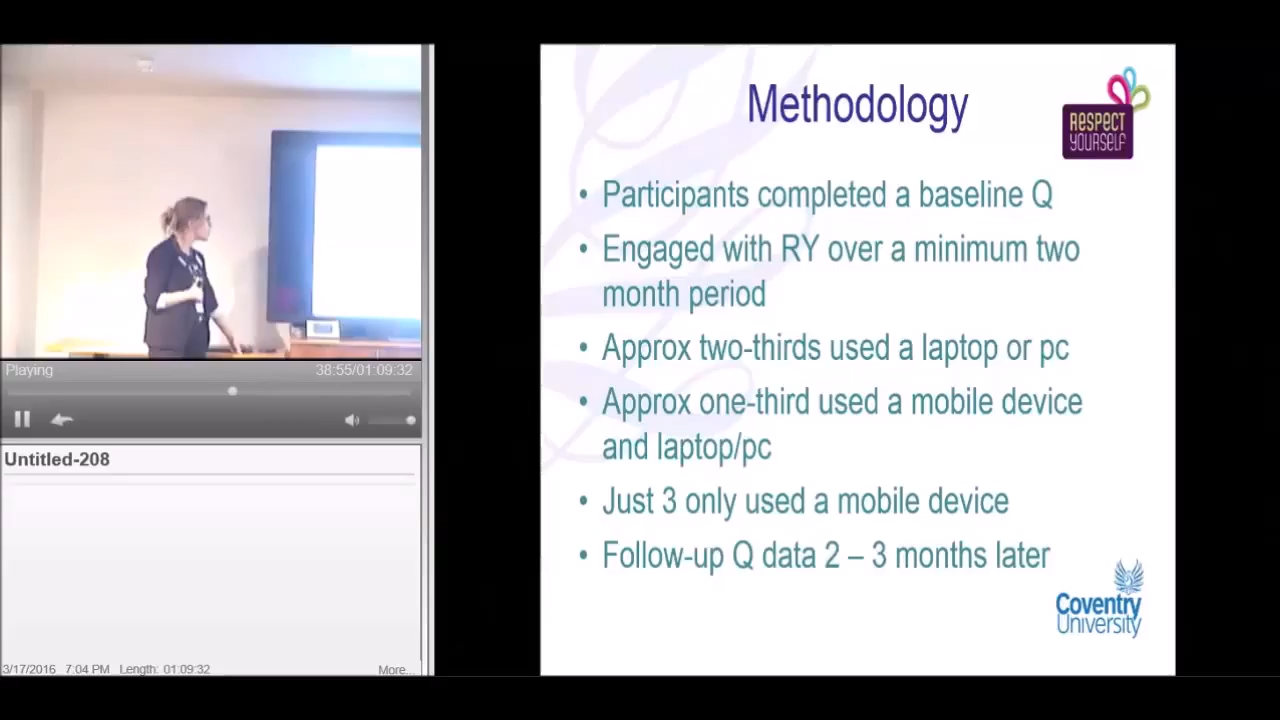 Playing
38:55/01:09:32
Untitled-208
3/17/2016 7:04 PM Length: 01:09:32
More...
Methodology
RESPECT
YOURSELF
• Participants completed a baseline Q
• Engaged with RY over a minimum two
month period
• Approx two-thirds used a laptop or pc
• Approx one-third used a mobile device
and laptop/pc
• Just 3 only used a mobile device
• Follow-up Q data 2 – 3 months later
Coventry
University